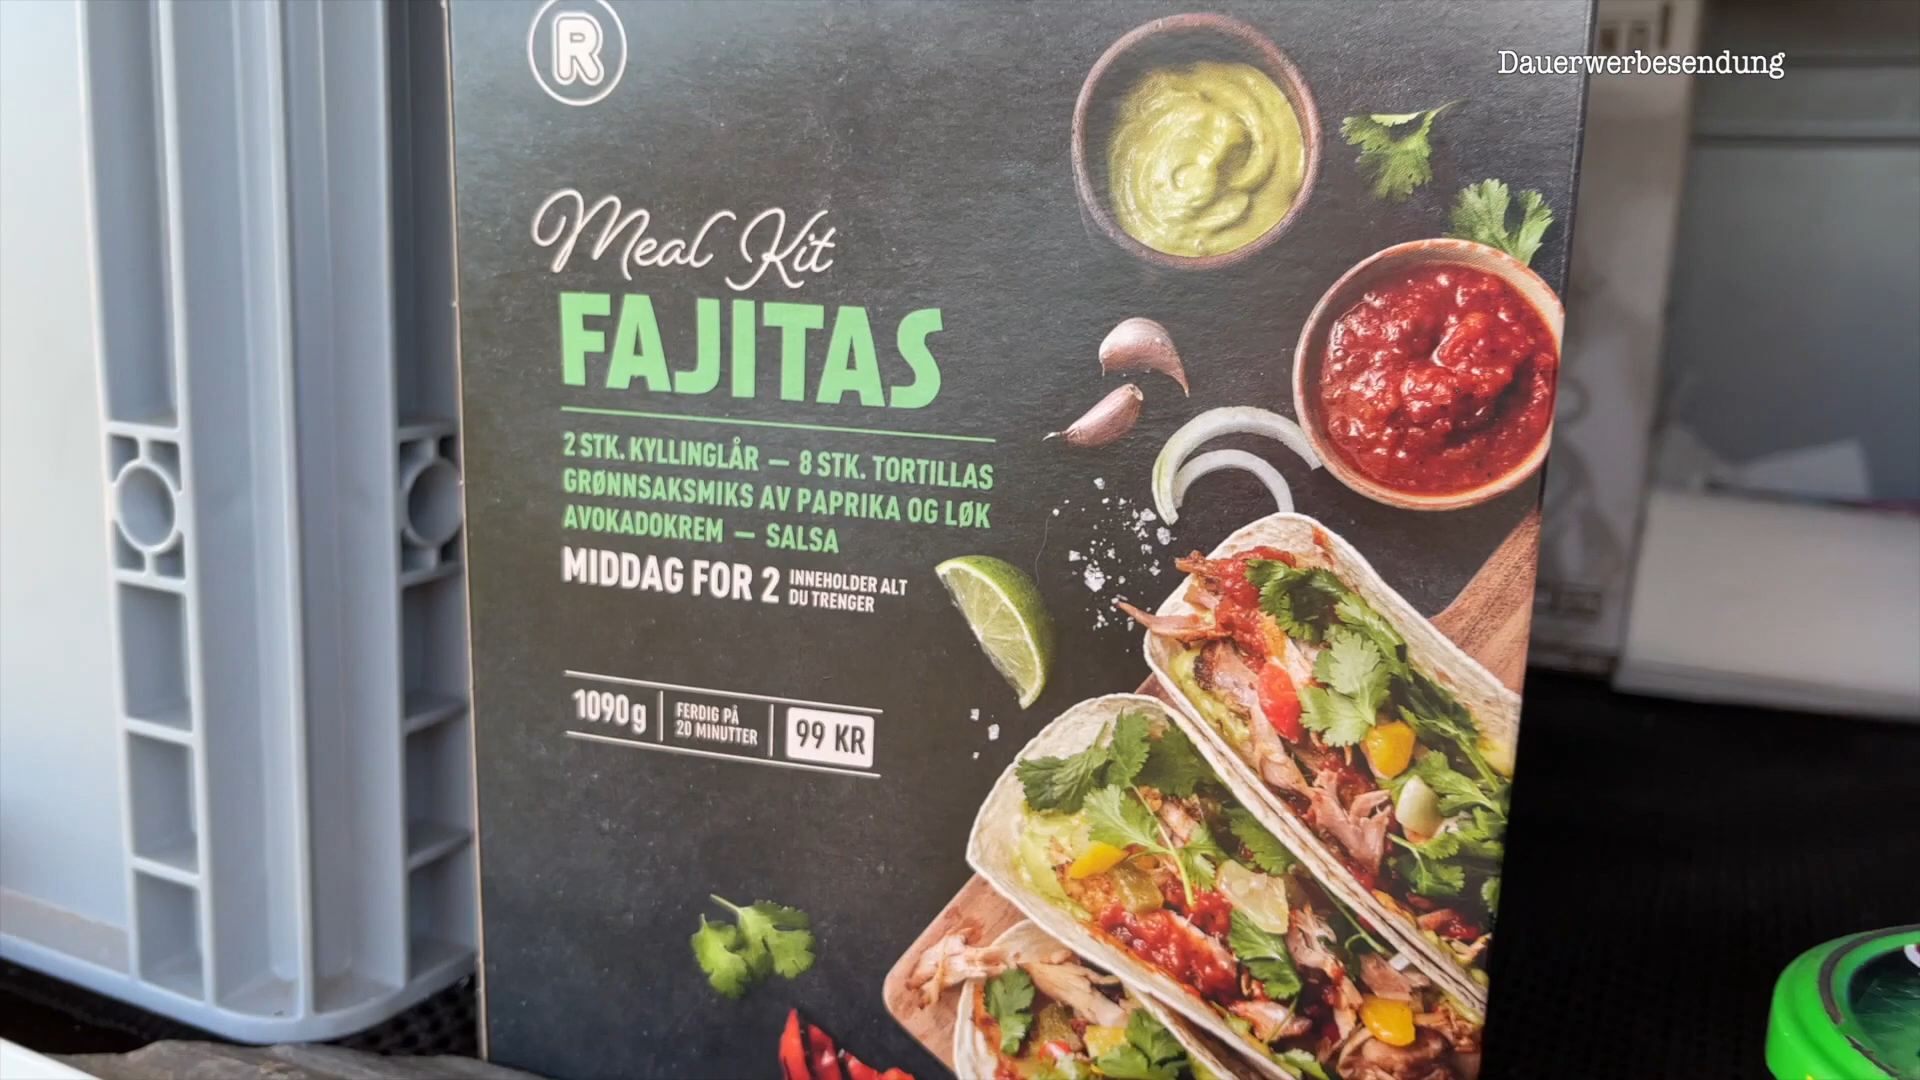 R
Dauerwerbesendung
Meal Kit
FAJITAS
2 STK. KYLLINGLÅR — 8 STK. TORTILLAS
GRØNNSAKSMIKS AV PAPRIKA OG LØK
AVOKADOKREM — SALSA
MIDDAG FOR 2
INNEHOLDER ALT
DU TRENGER
1090g
FERDIG PÅ
20 MINUTTER
99 KR